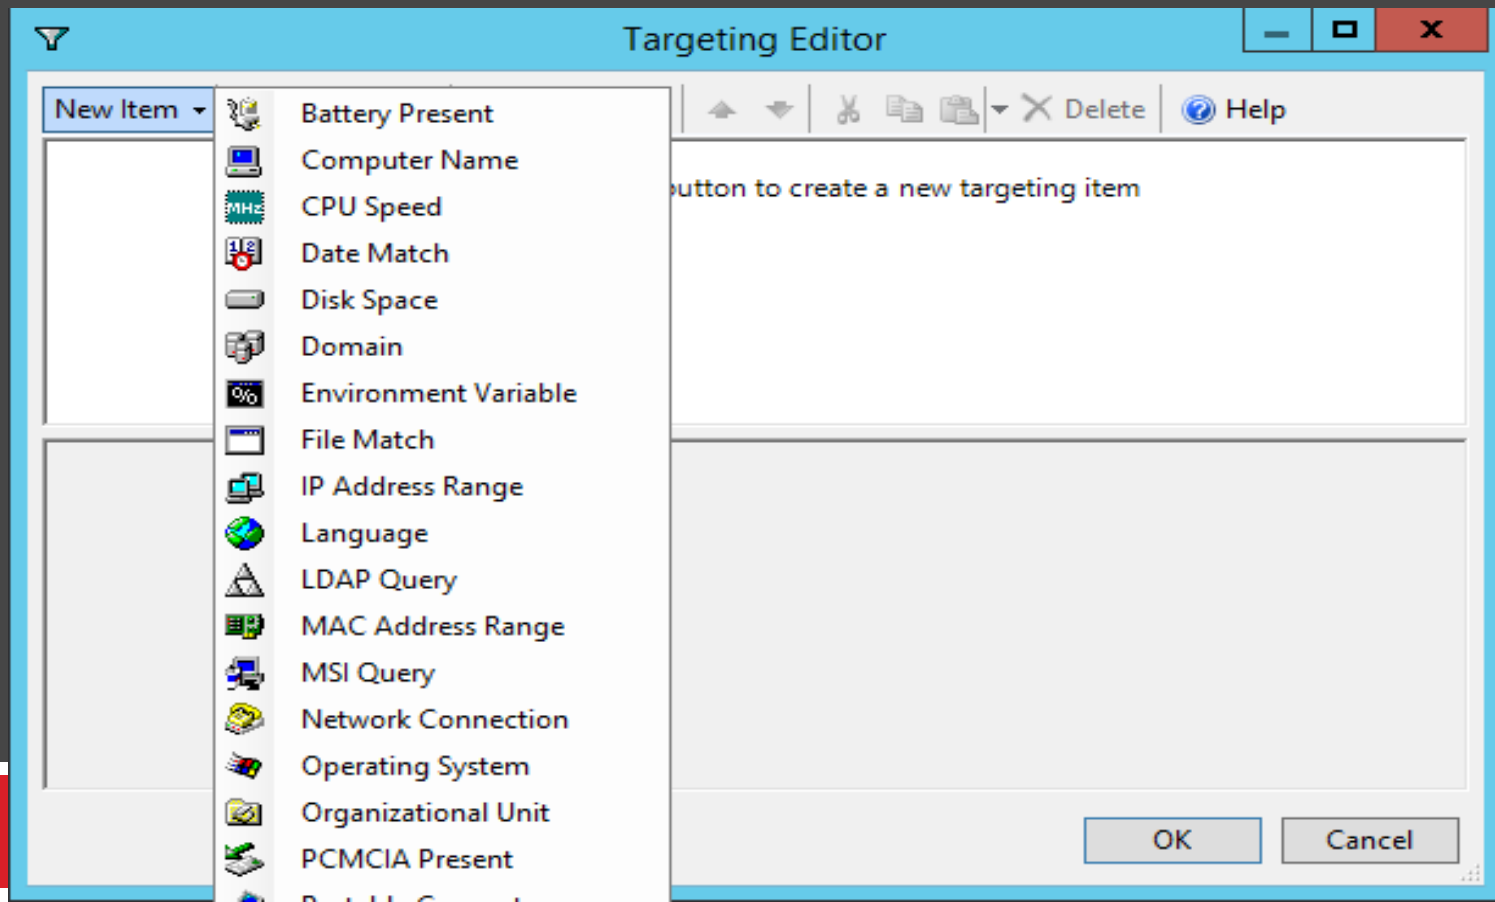 Targeting Editor
New Item
Delete
Help
Battery Present
Computer Name
button to create a new targeting item
CPU Speed
MHz
Date Match
Disk Space
Domain
Environment Variable
%
File Match
IP Address Range
Language
LDAP Query
MAC Address Range
MSI Query
Network Connection
Operating System
Organizational Unit
PCMCIA Present
OK
Cancel